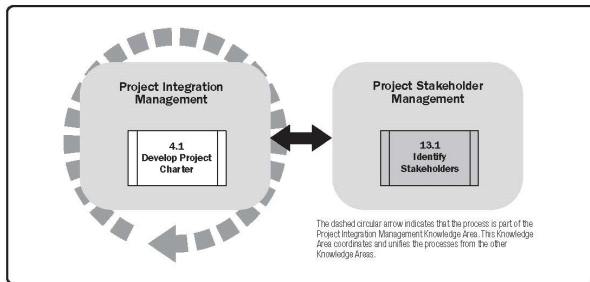 Project Integration
Management
4.1
Develop Project
Charter
Project Stakeholder
Management
13.1
Identify
Stakeholders
The dashed circular arrow indicates that the process is part of the
Project Integration Management Knowledge Area. This Knowledge
Area coordinates and unifies the processes from the other
Knowledge Areas.